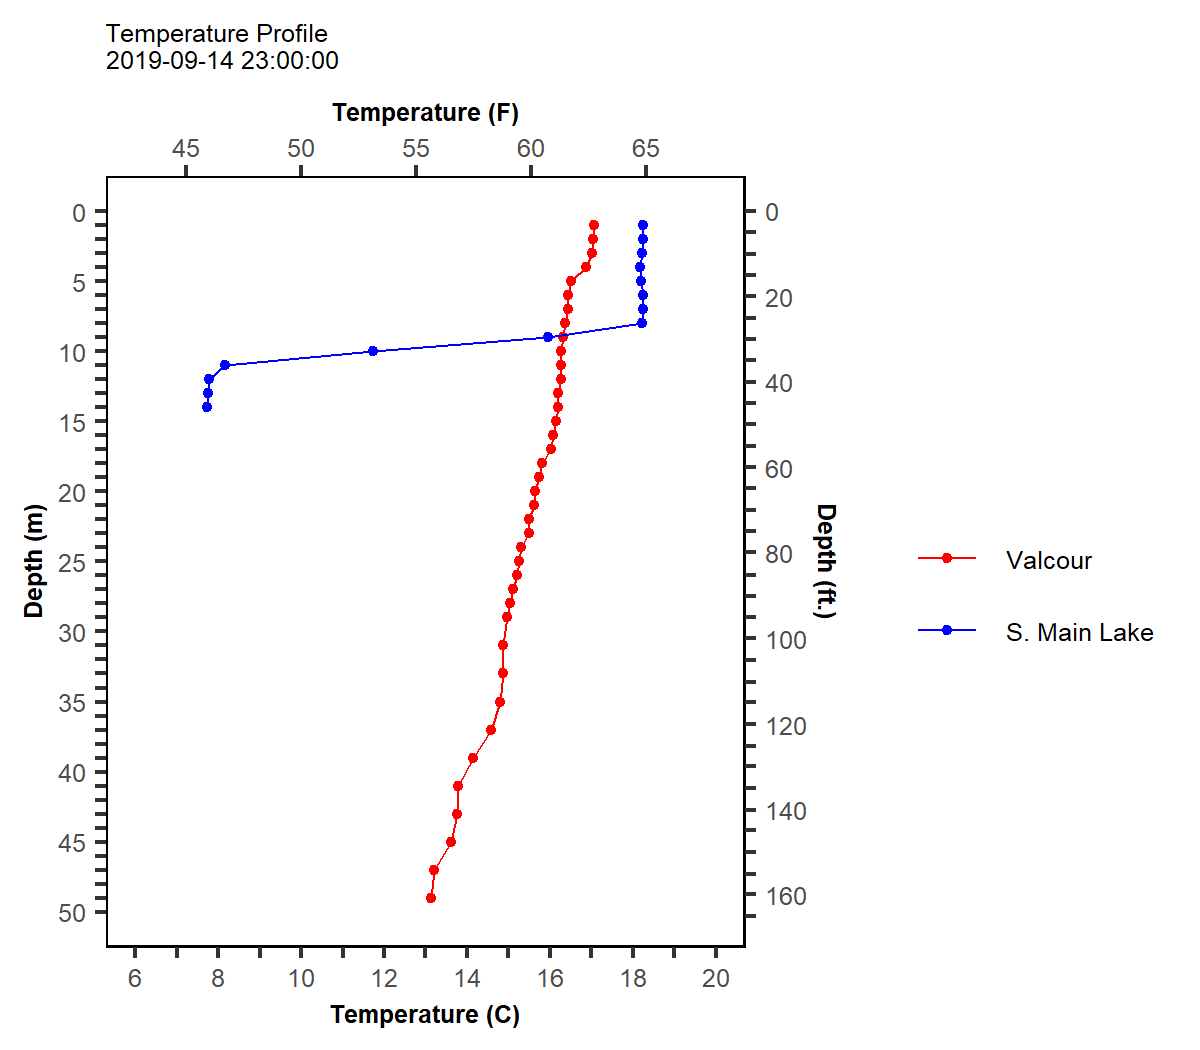 Temperature Profile
2019-09-14 23:00:00
Temperature (F)
45 50 55 60 65
0
5
10
15
20
25
30
35
40
45
50
Depth (m)
0
20
40
60
80
100
120
140
160
Depth (ft.)
Valcour
S. Main Lake
6 8 10 12 14 16 18 20
Temperature (C)